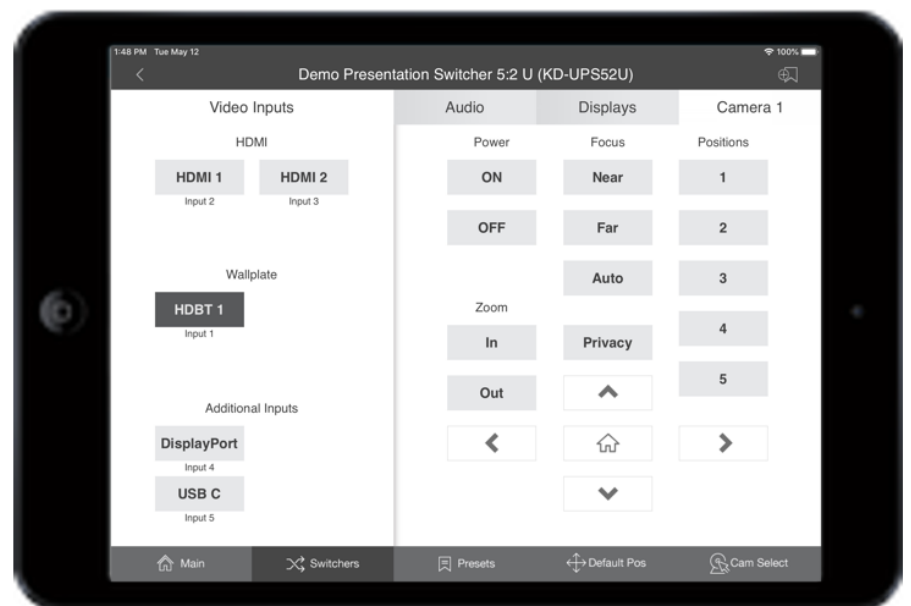 1:48 PM Tue May 12
100%
Demo Presentation Switcher 5:2 U (KD-UPS52U)
Video Inputs
HDMI
HDMI 1
HDMI 2
Input 2
Input 3
Wallplate
HDBT 1
Input 1
Additional Inputs
DisplayPort
Input 4
USB C
Input 5
Audio
Displays
Camera 1
Power
Focus
Positions
ON
Near
1
OFF
Far
2
Auto
3
Zoom
In
Privacy
4
Out
5
Main
Switchers
Presets
Default Pos
Cam Select